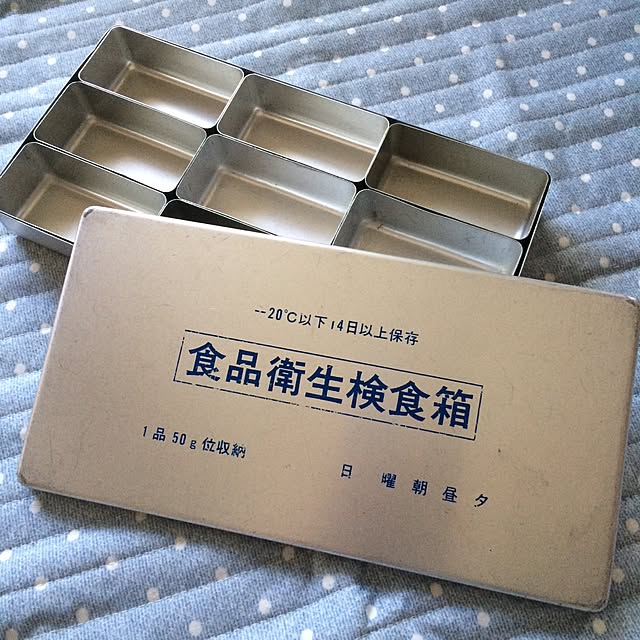 --20℃以下14日以上保存
食品衛生検食箱
1品50g位収納
日 曜 朝 昼 夕